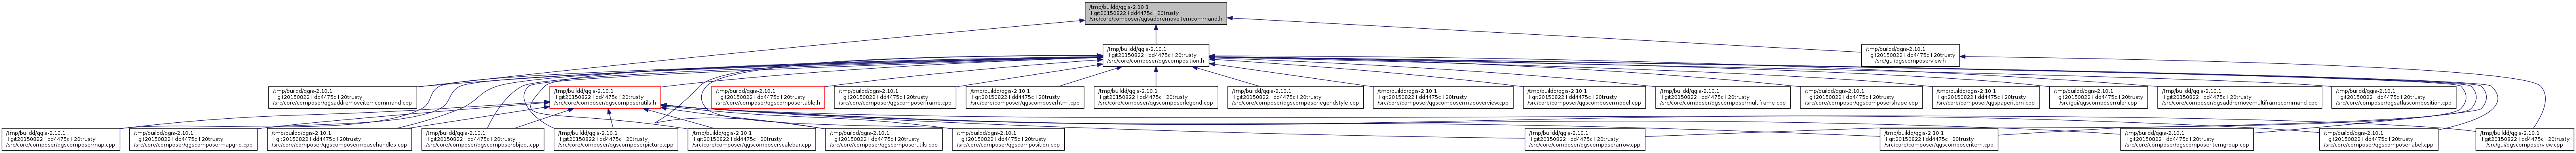 /tmp/buildd/qgis-2.10.1
+git20150822+dd4475c+20trusty
/src/core/composer/qgsaddremoveitemcommand.h
/tmp/buildd/qgis-2.10.1
+git20150822+dd4475c+20trusty
/src/core/composer/qgscomposition.h
/tmp/buildd/qgis-2.10.1
+git20150822+dd4475c+20trusty
/src/gui/qgscomposerview.h
/tmp/buildd/qgis-2.10.1
+git20150822+dd4475c+20trusty
/src/core/composer/qgsaddremoveitemcommand.cpp
/tmp/buildd/qgis-2.10.1
+git20150822+dd4475c+20trusty
/src/core/composer/qgscomposerutils.h
/tmp/buildd/qgis-2.10.1
+git20150822+dd4475c+20trusty
/src/core/composer/qgscomposertable.h
/tmp/buildd/qgis-2.10.1
+git20150822+dd4475c+20trusty
/src/core/composer/qgscomposerframe.cpp
/tmp/buildd/qgis-2.10.1
+git20150822+dd4475c+20trusty
/src/core/composer/qgscomposerhtml.cpp
/tmp/buildd/qgis-2.10.1
+git20150822+dd4475c+20trusty
/src/core/composer/qgscomposerlegend.cpp
/tmp/buildd/qgis-2.10.1
+git20150822+dd4475c+20trusty
/src/core/composer/qgscomposerlegendstyle.cpp
/tmp/buildd/qgis-2.10.1
+git20150822+dd4475c+20trusty
/src/core/composer/qgscomposermapoverview.cpp
/tmp/buildd/qgis-2.10.1
+git20150822+dd4475c+20trusty
/src/core/composer/qgscomposermodel.cpp
/tmp/buildd/qgis-2.10.1
+git20150822+dd4475c+20trusty
/src/core/composer/qgscomposermultiframe.cpp
/tmp/buildd/qgis-2.10.1
+git20150822+dd4475c+20trusty
/src/core/composer/qgscomposershape.cpp
/tmp/buildd/qgis-2.10.1
+git20150822+dd4475c+20trusty
/src/core/composer/qgspaperitem.cpp
/tmp/buildd/qgis-2.10.1
+git20150822+dd4475c+20trusty
/src/gui/qgscomposerruler.cpp
/tmp/buildd/qgis-2.10.1
+git20150822+dd4475c+20trusty
/src/core/composer/qgsaddremovemultiframecommand.cpp
/tmp/buildd/qgis-2.10.1
+git20150822+dd4475c+20trusty
/src/core/composer/qgsatlascomposition.cpp
/tmp/buildd/qgis-2.10.1
+git20150822+dd4475c+20trusty
/src/core/composer/qgscomposermap.cpp
/tmp/buildd/qgis-2.10.1
+git20150822+dd4475c+20trusty
/src/core/composer/qgscomposermapgrid.cpp
/tmp/buildd/qgis-2.10.1
+git20150822+dd4475c+20trusty
/src/core/composer/qgscomposermousehandles.cpp
/tmp/buildd/qgis-2.10.1
+git20150822+dd4475c+20trusty
/src/core/composer/qgscomposerobject.cpp
/tmp/buildd/qgis-2.10.1
+git20150822+dd4475c+20trusty
/src/core/composer/qgscomposerpicture.cpp
/tmp/buildd/qgis-2.10.1
+git20150822+dd4475c+20trusty
/src/core/composer/qgscomposerscalebar.cpp
/tmp/buildd/qgis-2.10.1
+git20150822+dd4475c+20trusty
/src/core/composer/qgscomposerutils.cpp
/tmp/buildd/qgis-2.10.1
+git20150822+dd4475c+20trusty
/src/core/composer/qgscomposition.cpp
/tmp/buildd/qgis-2.10.1
+git20150822+dd4475c+20trusty
/src/core/composer/qgscomposerarrow.cpp
/tmp/buildd/qgis-2.10.1
+git20150822+dd4475c+20trusty
/src/core/composer/qgscomposeritem.cpp
/tmp/buildd/qgis-2.10.1
+git20150822+dd4475c+20trusty
/src/core/composer/qgscomposeritemgroup.cpp
/tmp/buildd/qgis-2.10.1
+git20150822+dd4475c+20trusty
/src/core/composer/qgscomposerlabel.cpp
/tmp/buildd/qgis-2.10.1
+git20150822+dd4475c+20trusty
/src/gui/qgscomposerview.cpp